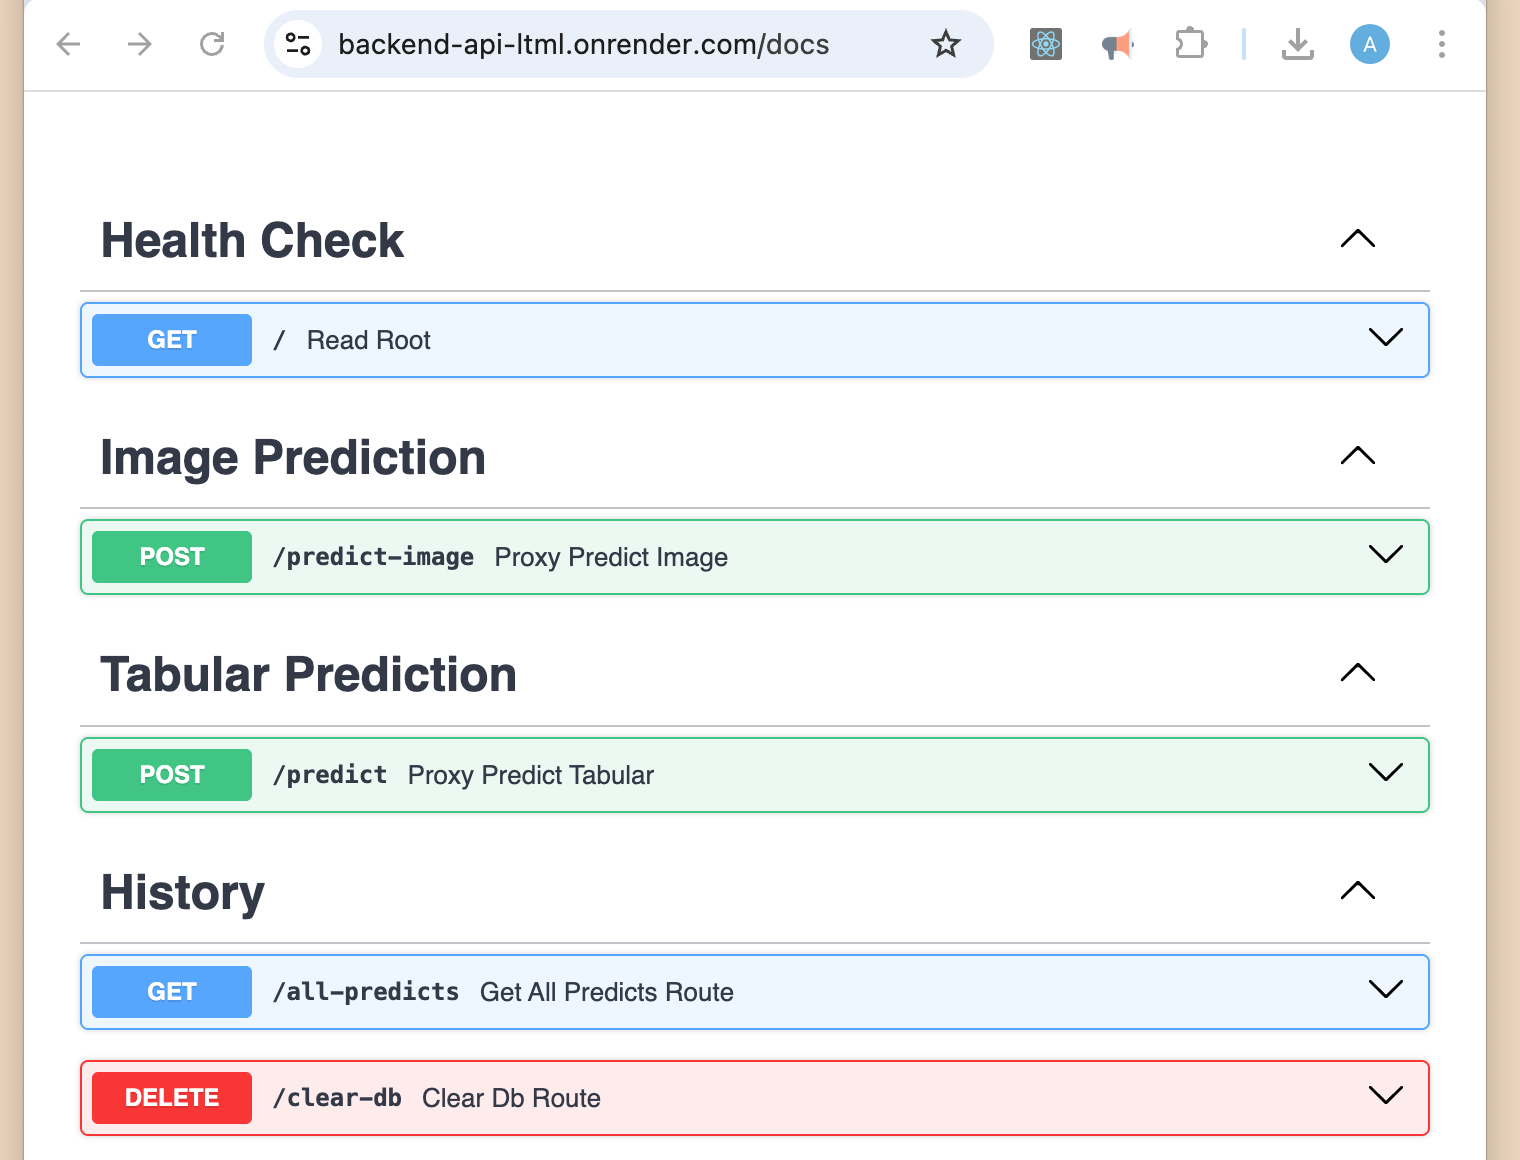 backend-api-ltml.onrender.com/docs
A
Health Check
GET / Read Root
Image Prediction
POST /predict-image Proxy Predict Image
Tabular Prediction
POST /predict Proxy Predict Tabular
History
GET /all-predicts Get All Predicts Route
DELETE /clear-db Clear Db Route